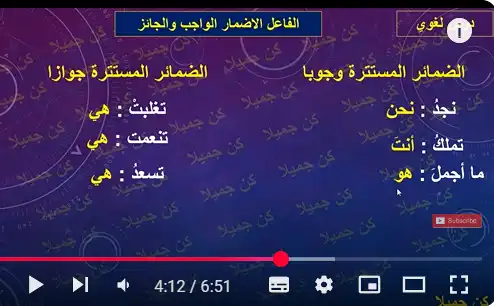 الفاعل الاضمار الواجب والجائز
لغوي
الضمائر المستترة وجوبا
الضمائر المستترة جوازا
نجدُ : نحن
تغلبتْ : هي
تملكُ : أنتَ
تنعمت : هي
ما أجملَ : هو
تسعدُ : هي
كن جميلا
Subscribe
4:12 / 6:51